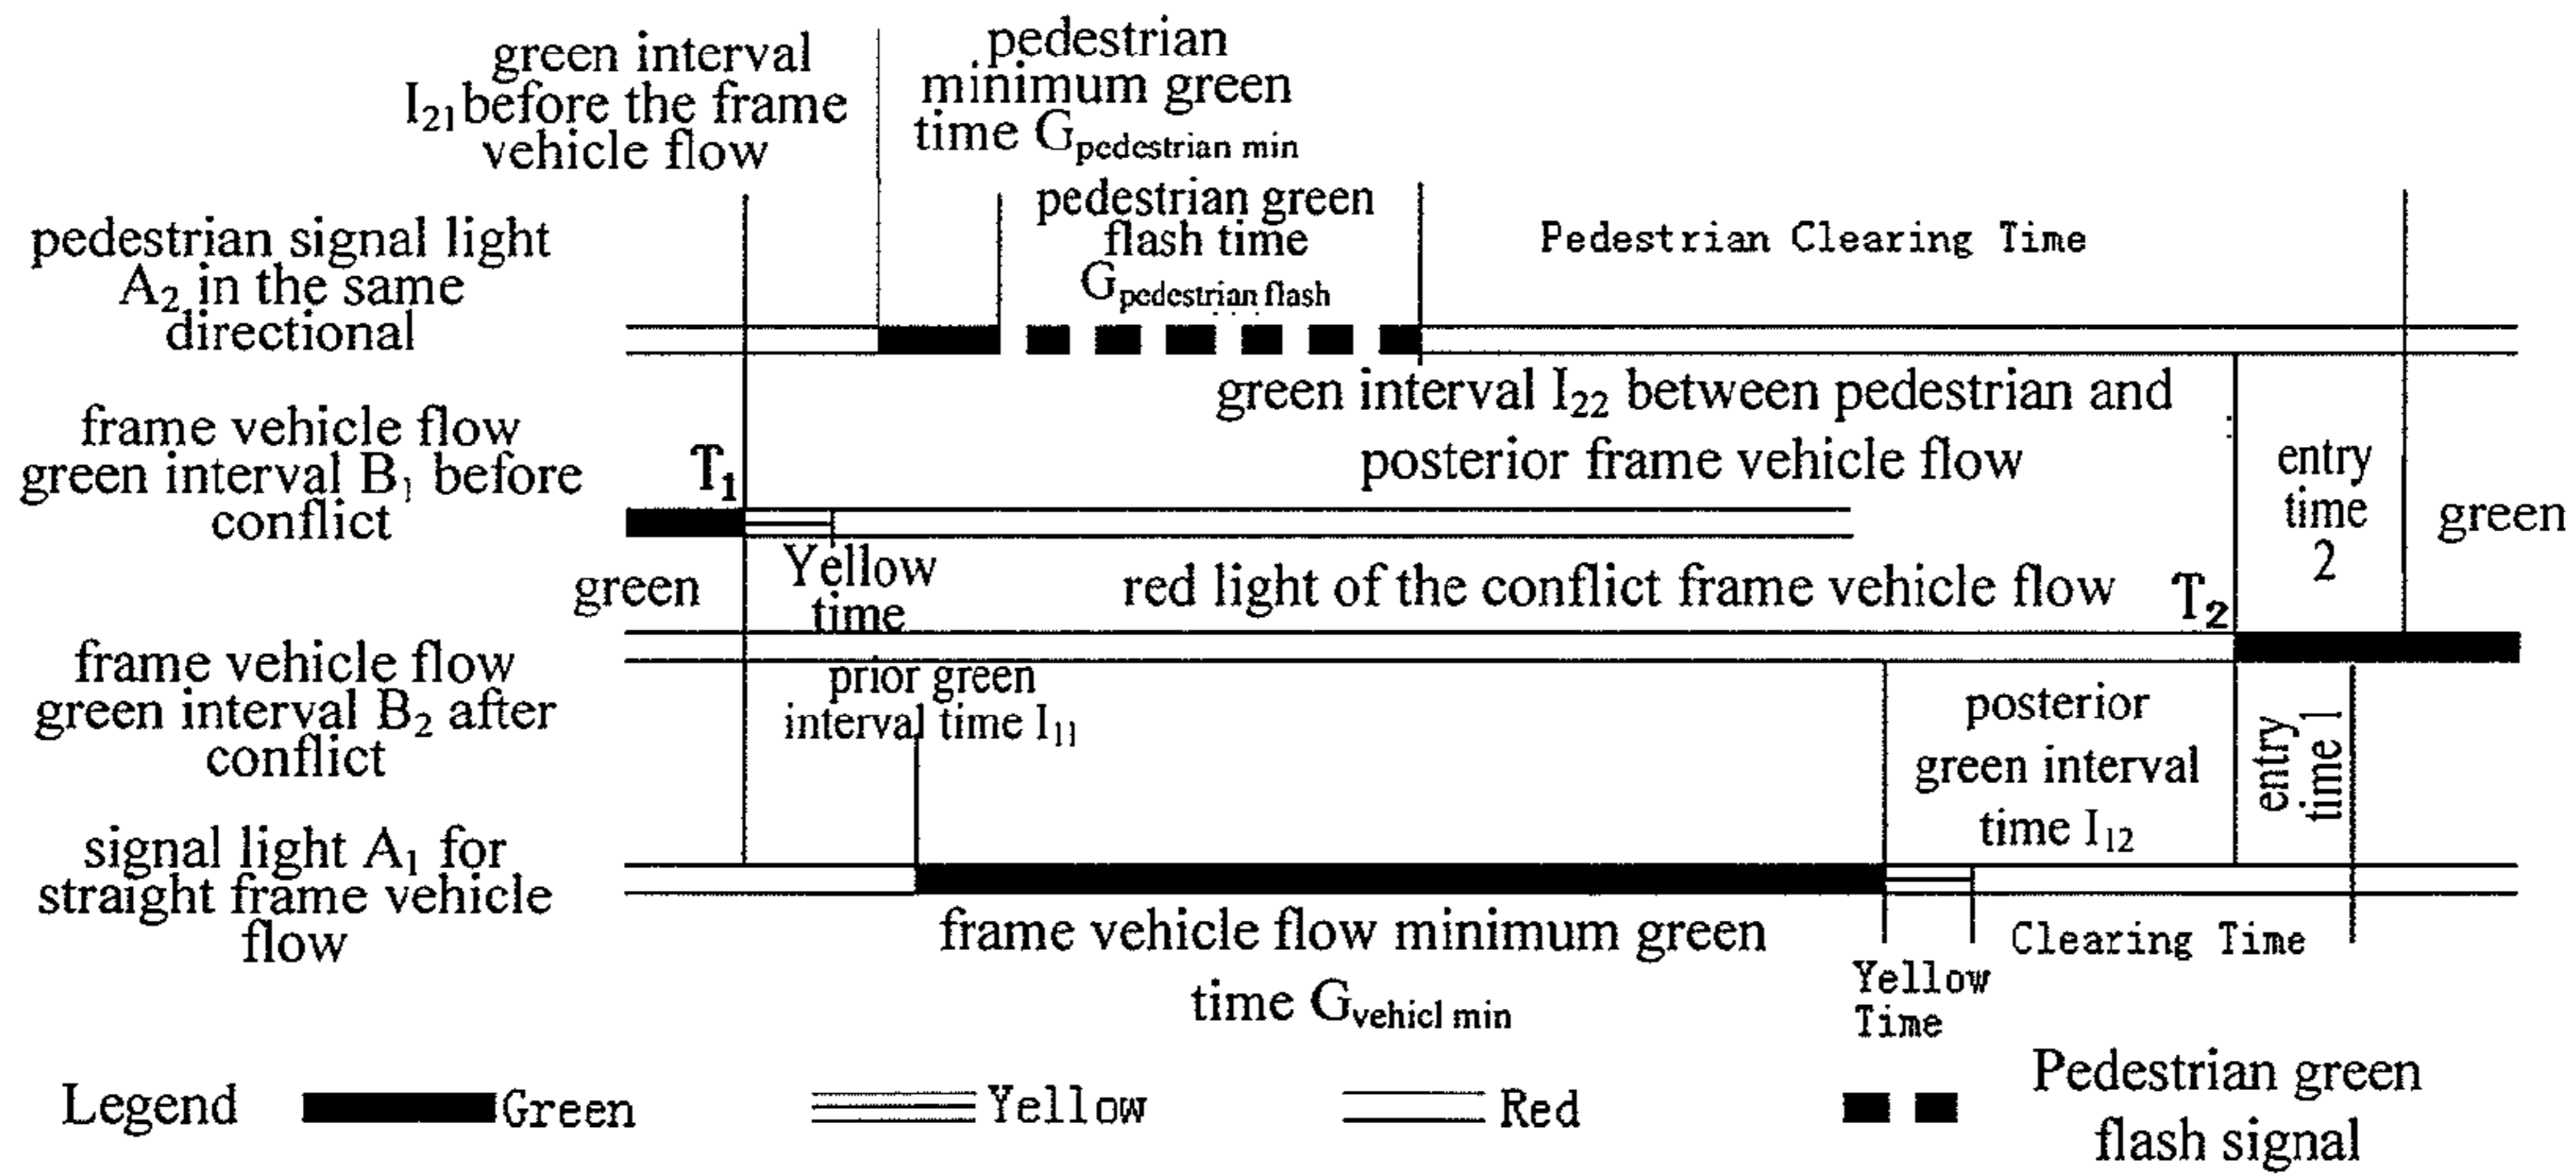 green interval
I₂₁ before the frame
vehicle flow
pedestrian
minimum green
time G pedestrian min
pedestrian green
flash time
G pedestrian flash
Pedestrian Clearing Time
pedestrian signal light
A₂ in the same
directional
green interval I₂₂ between pedestrian and
posterior frame vehicle flow
frame vehicle flow
green interval B₁ before
conflict
T₁
entry
time
2
green
green
Yellow
time
red light of the conflict frame vehicle flow
T₂
frame vehicle flow
green interval B₂ after
conflict
prior green
interval time I₁₁
posterior
green interval
time I₁₂
entry
time 1
signal light A₁ for
straight frame vehicle
flow
frame vehicle flow minimum green
time G vehicl min
Yellow
Time
Clearing Time
Legend
Green
Yellow
Red
Pedestrian green
flash signal